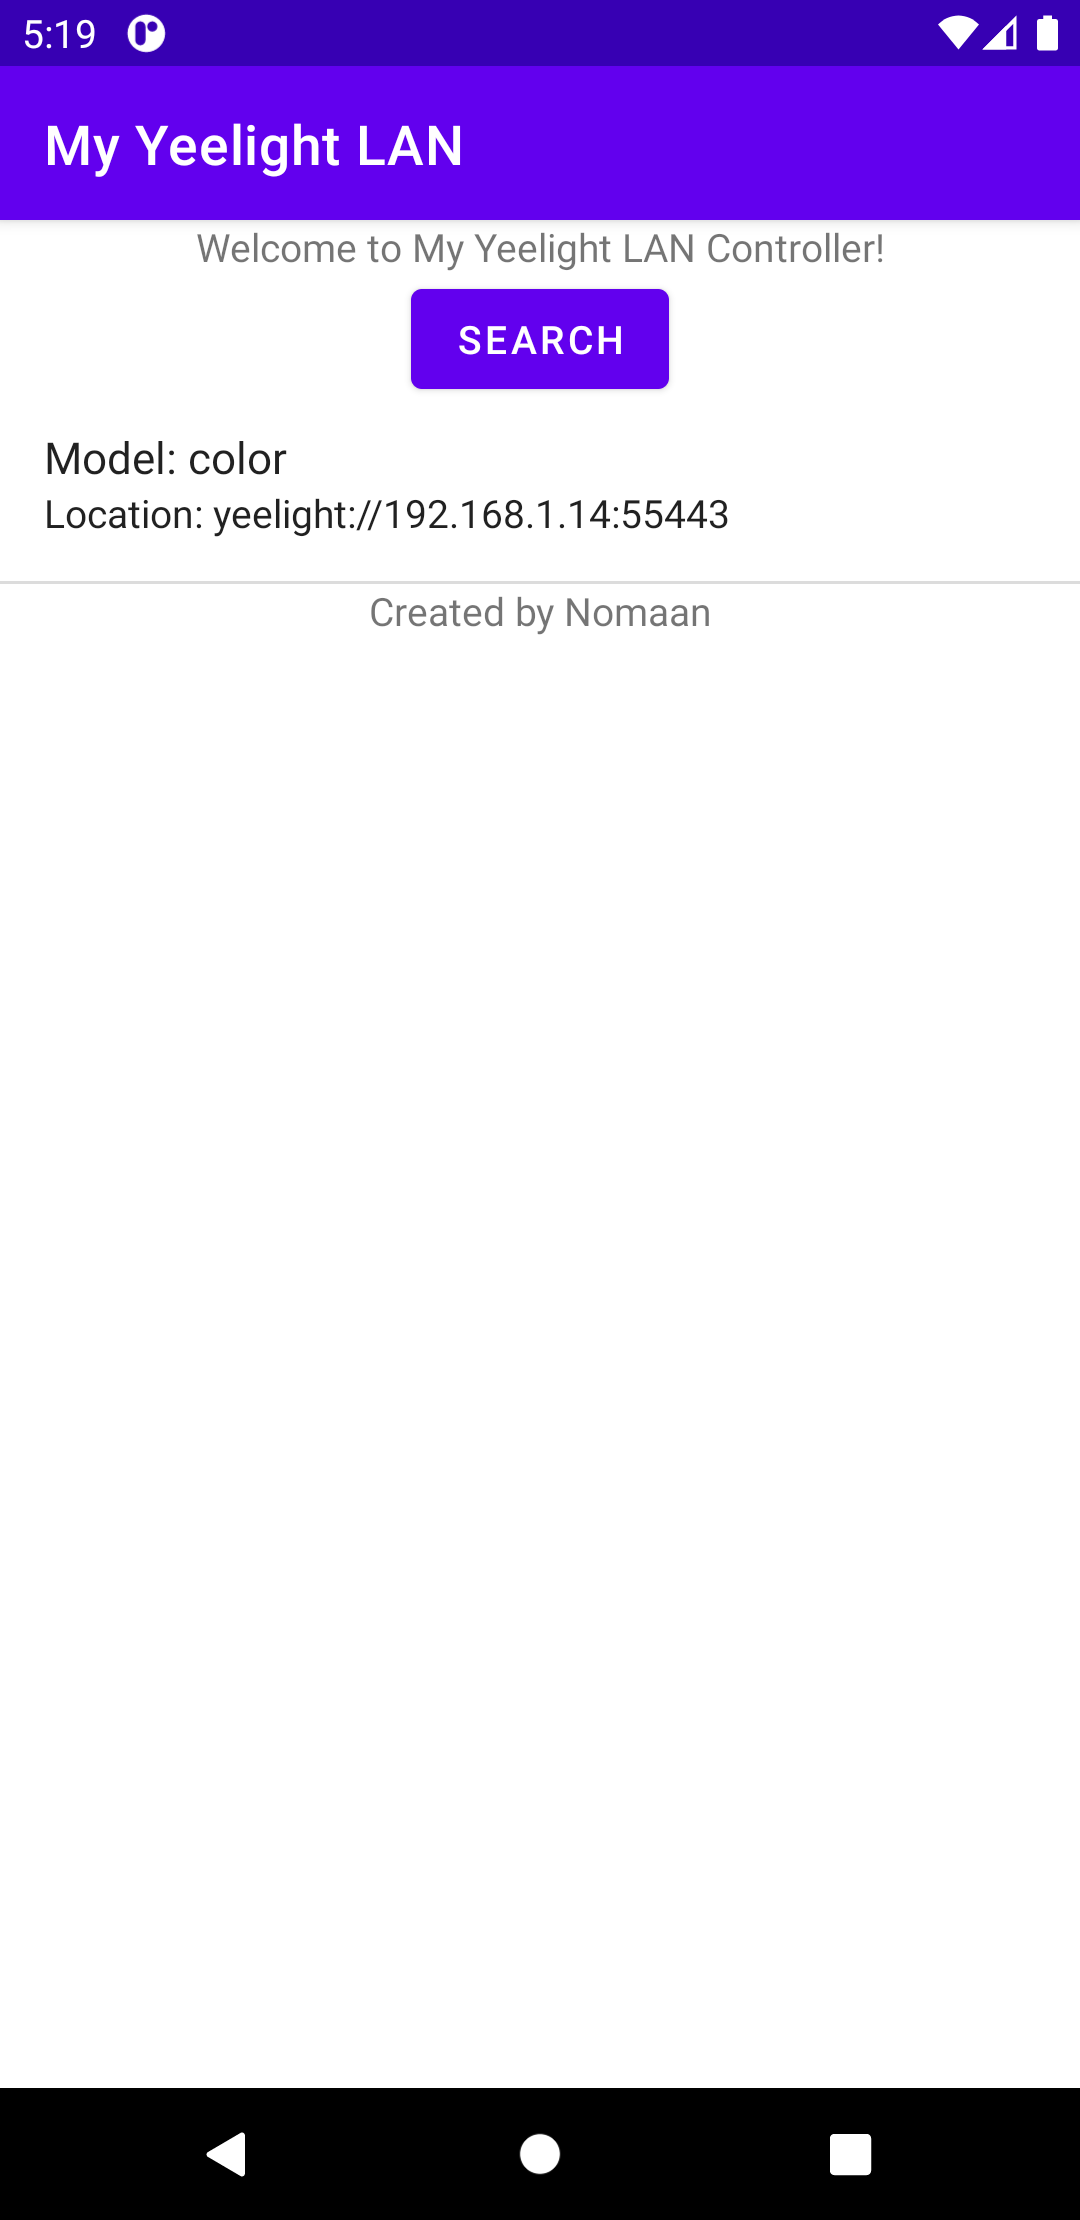 5:19
My Yeelight LAN
Welcome to My Yeelight LAN Controller!
SEARCH
Model: color
Location: yeelight://192.168.1.14:55443
Created by Nomaan